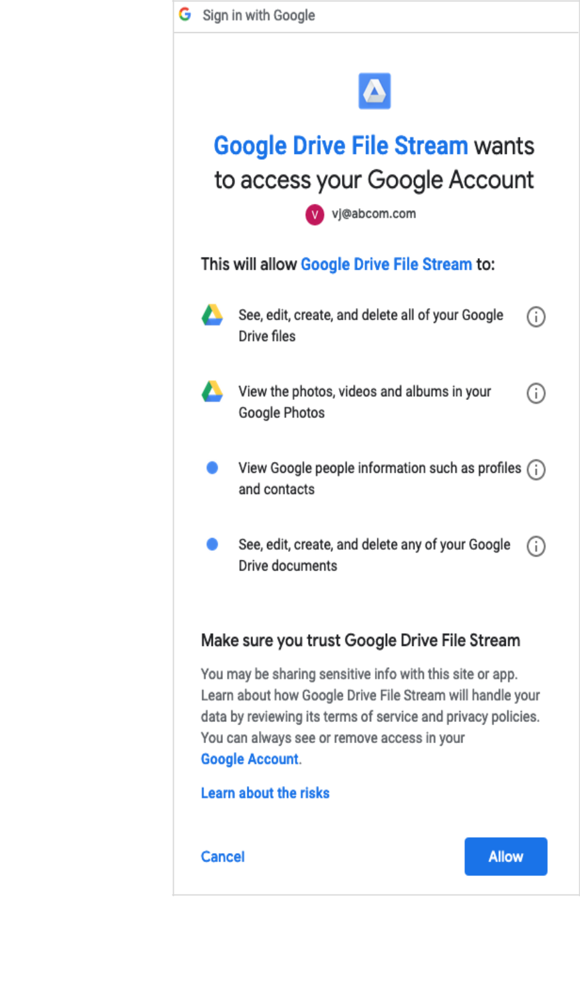 Sign in with Google
Google Drive File Stream wants
to access your Google Account
V vj@abcom.com
This will allow Google Drive File Stream to:
See, edit, create, and delete all of your Google
Drive files
View the photos, videos and albums in your
Google Photos
View Google people information such as profiles
and contacts
See, edit, create, and delete any of your Google
Drive documents
Make sure you trust Google Drive File Stream
You may be sharing sensitive info with this site or app.
Learn about how Google Drive File Stream will handle your
data by reviewing its terms of service and privacy policies.
You can always see or remove access in your
Google Account.
Learn about the risks
Cancel
Allow